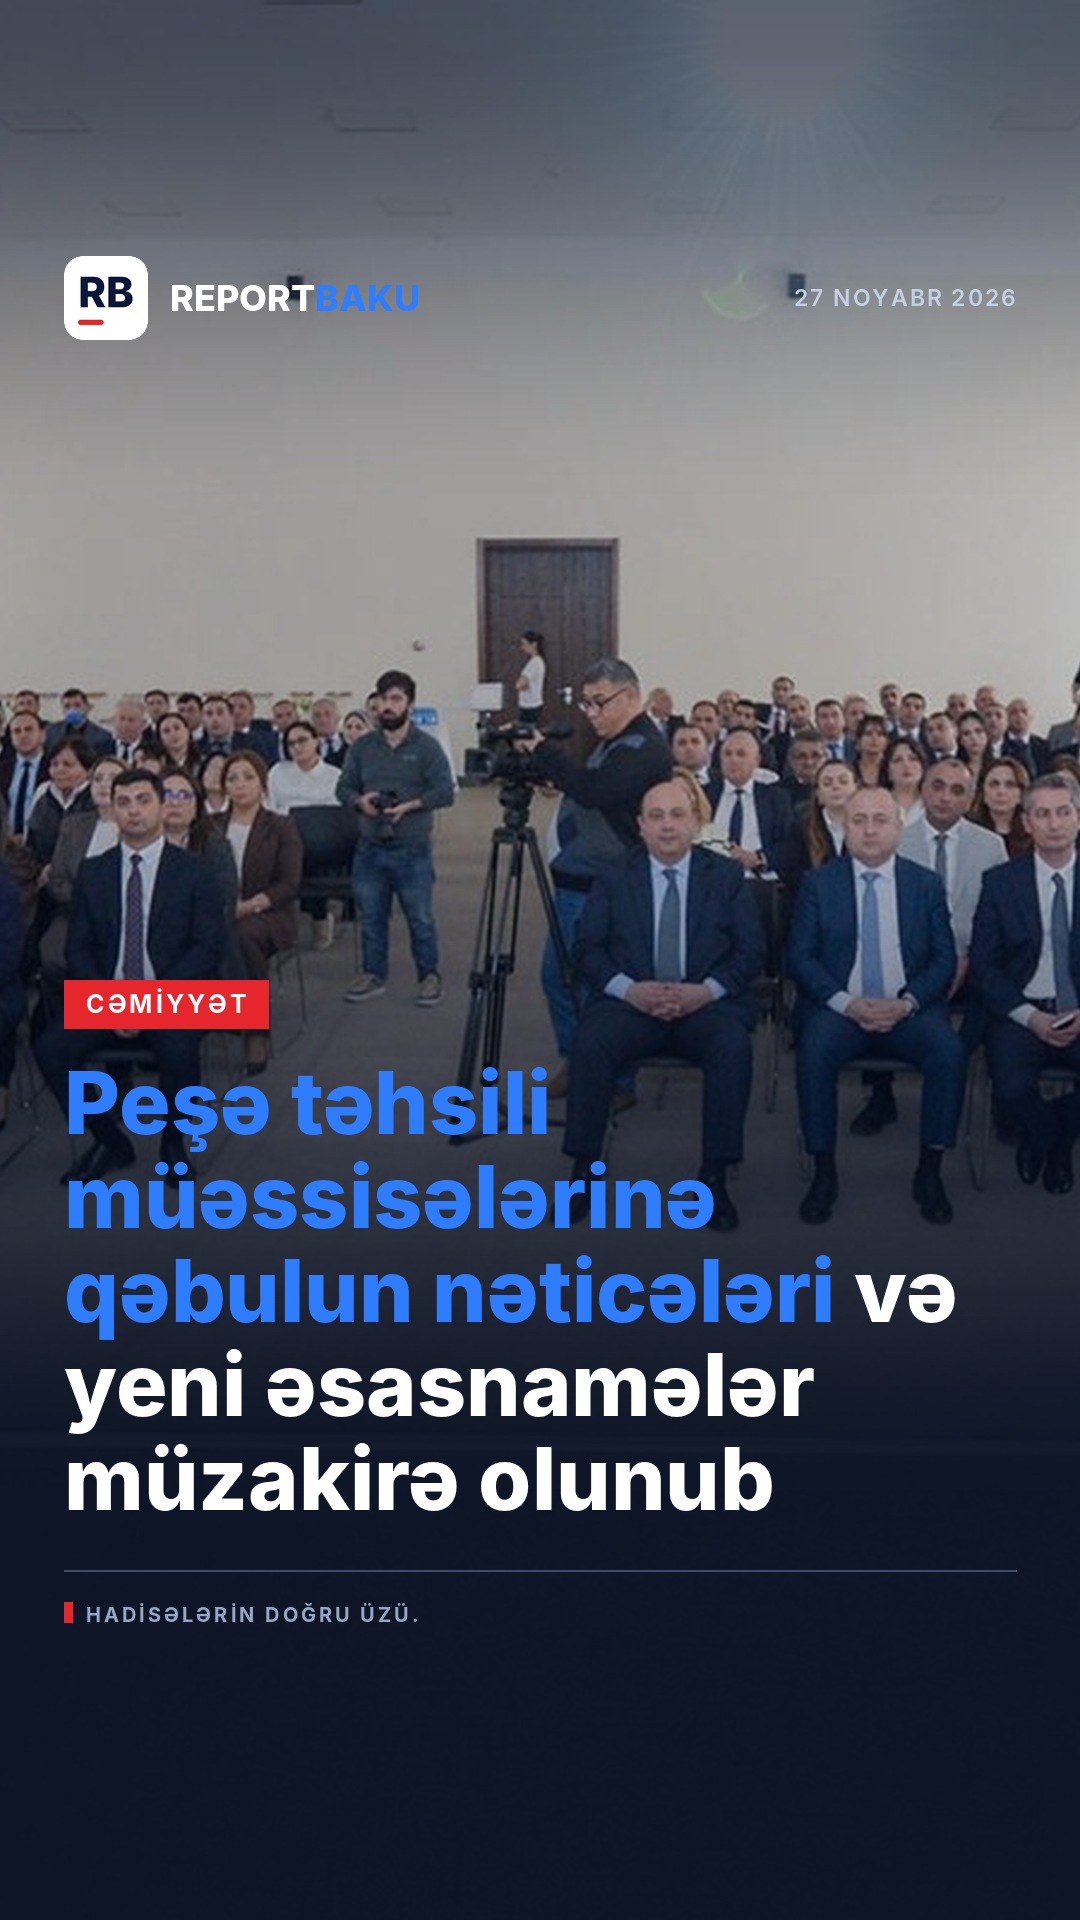 RB
REPORTBAKU
27 NOYABR 2026
CƏMİYYƏT
Peşə təhsili
müəssisələrinə
qəbulun nəticələri və
yeni əsasnamələr
müzakirə olunub
HADİSƏLƏRİN DOĞRU ÜZÜ.